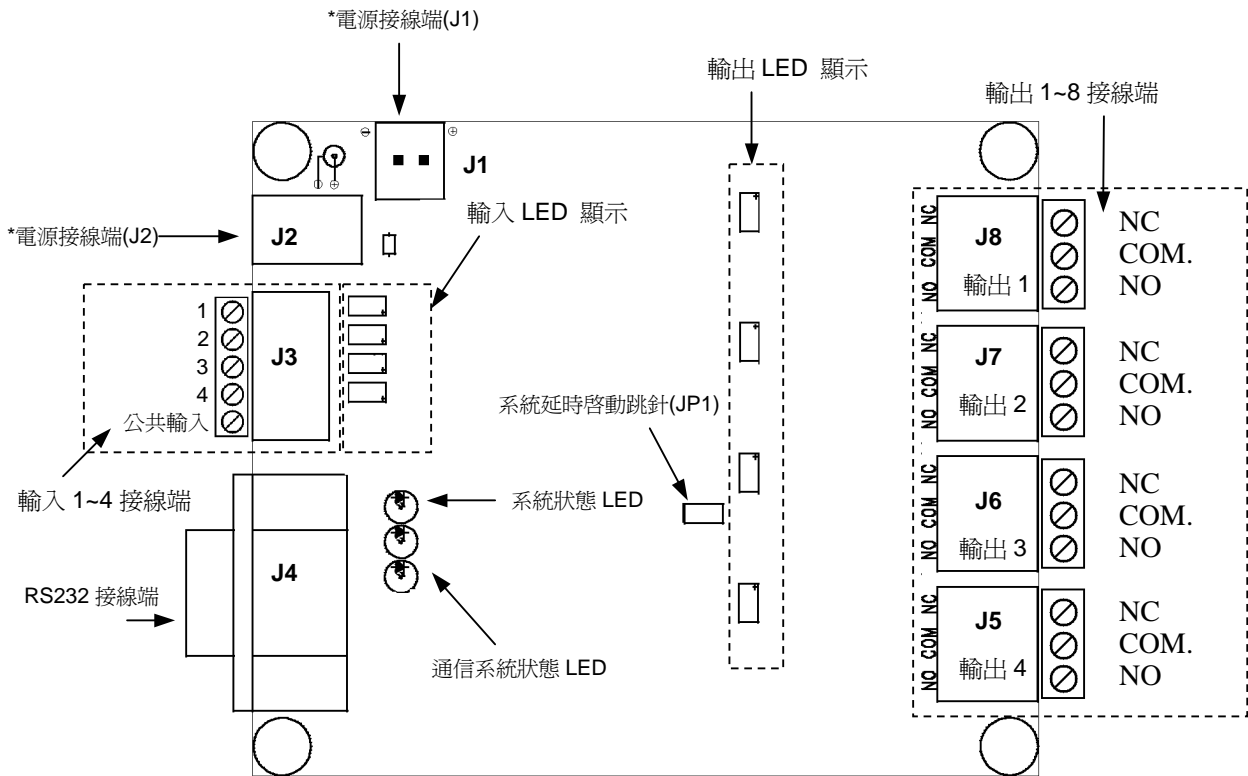 *電源接線端(J1)
輸出 LED 顯示
輸出 1~8 接線端
J1
輸入 LED 顯示
*電源接線端(J2)
J2
1
2
3
4
公共輸入
J3
輸入 1~4 接線端
系統狀態 LED
系統延時啓動跳針(JP1)
J4
RS232 接線端
通信系統狀態 LED
NO COM NC
J8
輸出 1
NC
COM.
NO
NO COM NC
J7
輸出 2
NC
COM.
NO
NO COM NC
J6
輸出 3
NC
COM.
NO
NO COM NC
J5
輸出 4
NC
COM.
NO